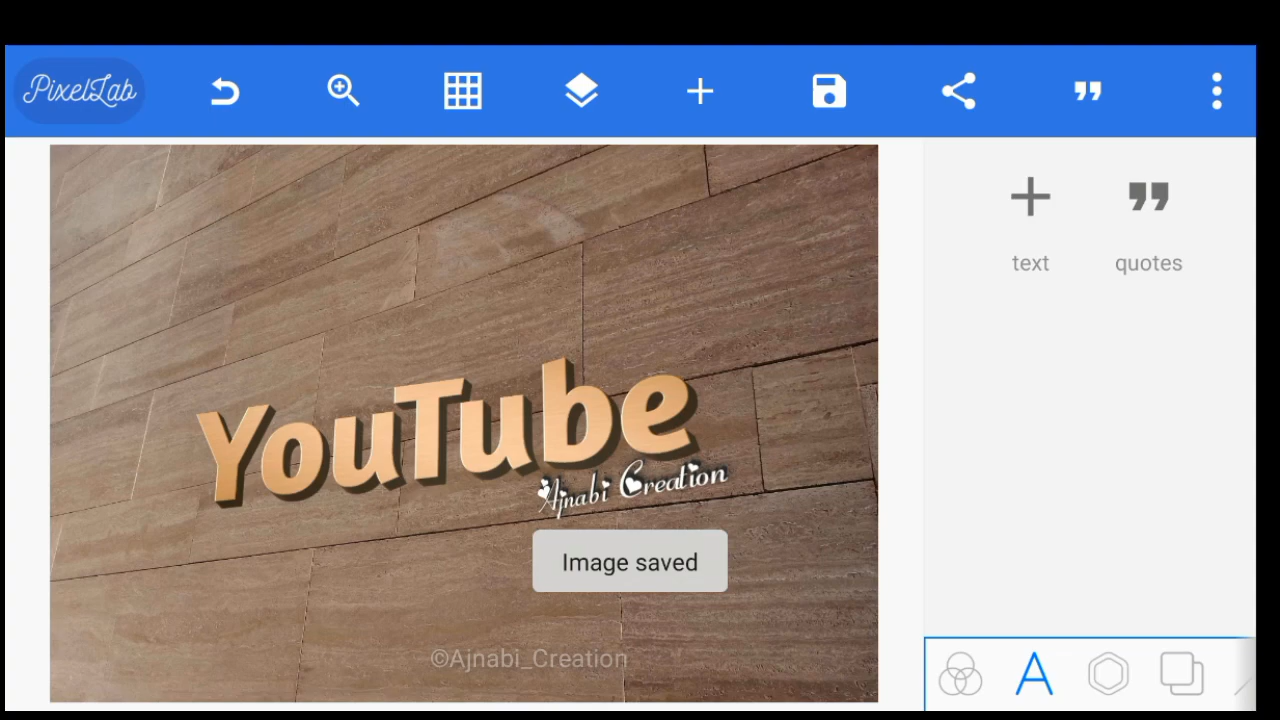 PixelLab
text
quotes
YouTube
Ajnabi Creation
Image saved
©Ajnabi_Creation